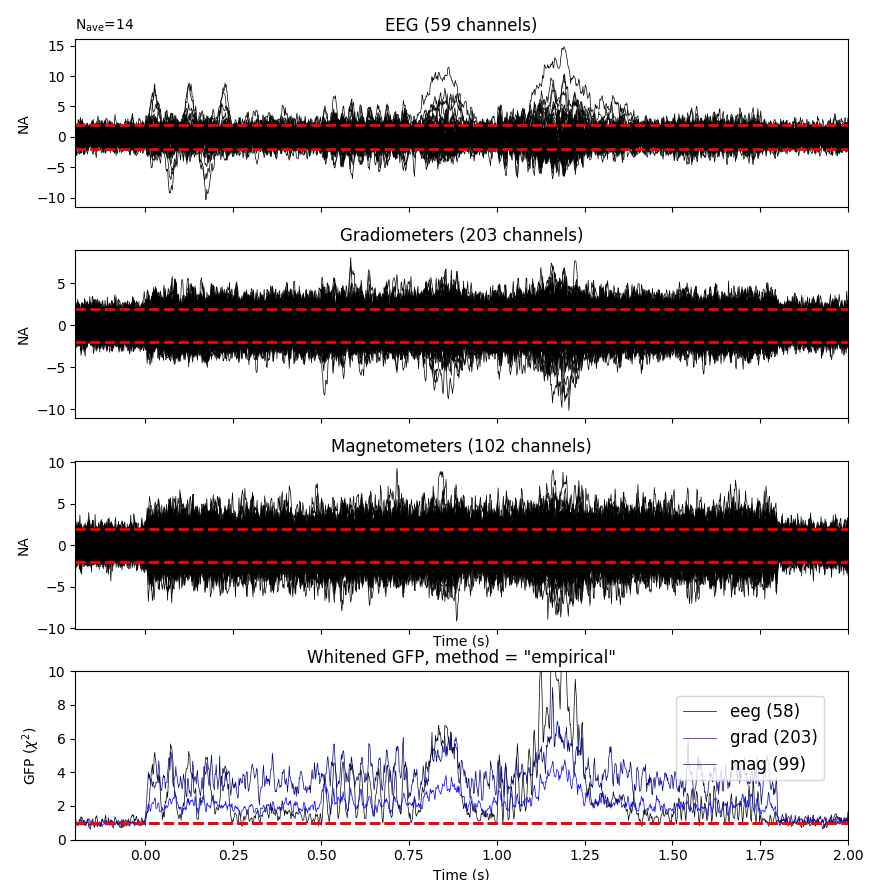 Nave=14
EEG (59 channels)
15
10
5
0
−5
−10
NA
Gradiometers (203 channels)
5
0
−5
−10
NA
Magnetometers (102 channels)
10
5
0
−5
−10
NA
Time (s)
Whitened GFP, method = "empirical"
10
8
6
4
2
0
GFP (χ²)
eeg (58)
grad (203)
mag (99)
0.00 0.25 0.50 0.75 1.00 1.25 1.50 1.75 2.00
Time (s)